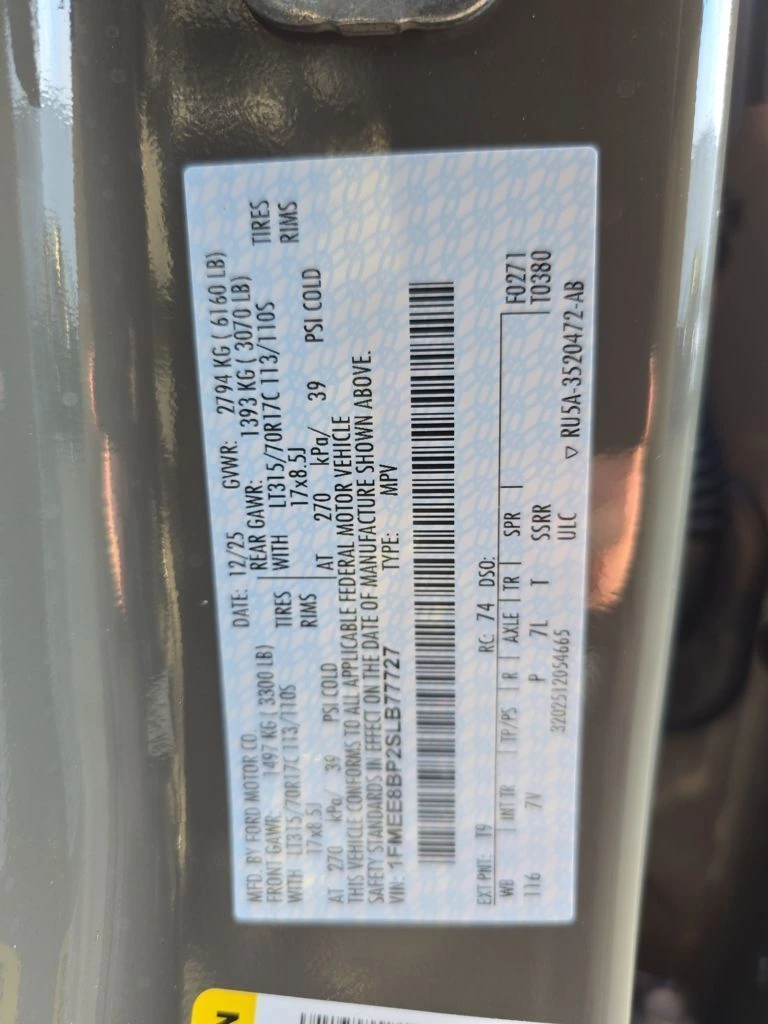 MFD. BY FORD MOTOR CO. DATE: 12/25 GVWR: 2794 KG ( 6160 LB)
FRONT GAWR: 1497 KG ( 3300 LB) REAR GAWR: 1393 KG ( 3070 LB)
WITH LT315/70R17C 113/110S TIRES WITH LT315/70R17C 113/110S TIRES
17x8.5J RIMS 17x8.5J RIMS
AT 270 kPa/ 39 PSI COLD AT 270 kPa/ 39 PSI COLD
THIS VEHICLE CONFORMS TO ALL APPLICABLE FEDERAL MOTOR VEHICLE
SAFETY STANDARDS IN EFFECT ON THE DATE OF MANUFACTURE SHOWN ABOVE.
VIN: 1FMEE8BP2SLB77727 TYPE: MPV
EXT PNT: T9 RC: 74 DSO:
WB INT TR TP/PS R AXLE TR SPR F0271
116 7V P 7L T SSRR T0380
3202512054665 ULC
▽ RU5A-3520472-AB
N